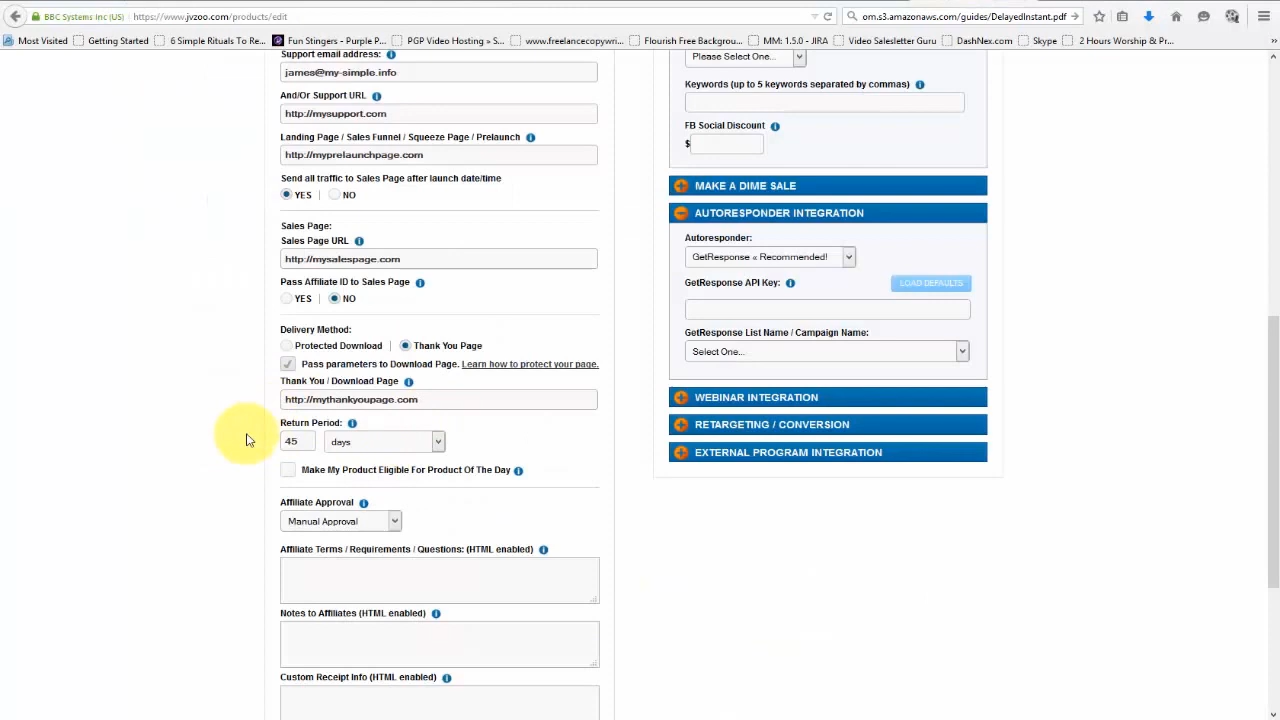 BBC Systems Inc (US)
https://www.jvzoo.com/products/edit
om.s3.amazonaws.com/guides/DelayedInstant.pdf
Most Visited
Getting Started
6 Simple Rituals To Re...
Fun Stingers - Purple P...
PGP Video Hosting » S...
www.freelancecopywri...
Flourish Free Backgrou...
MM: 1.5.0 - JIRA
Video Salesletter Guru
DashNex.com
Skype
2 Hours Worship & Pr...
Support email address:
james@my-simple.info
And/Or Support URL
http://mysupport.com
Landing Page / Sales Funnel / Squeeze Page / Prelaunch
http://myprelaunchpage.com
Send all traffic to Sales Page after launch date/time
YES | NO
Sales Page:
Sales Page URL
http://mysalespage.com
Pass Affiliate ID to Sales Page
YES | NO
Delivery Method:
Protected Download | Thank You Page
Pass parameters to Download Page. Learn how to protect your page.
Thank You / Download Page
http://mythankyoupage.com
Return Period:
45 days
Make My Product Eligible For Product Of The Day
Affiliate Approval
Manual Approval
Affiliate Terms / Requirements / Questions: (HTML enabled)
Notes to Affiliates (HTML enabled)
Custom Receipt Info (HTML enabled)
Please Select One...
Keywords (up to 5 keywords separated by commas)
FB Social Discount
$
MAKE A DIME SALE
AUTORESPONDER INTEGRATION
Autoresponder:
GetResponse « Recommended!
GetResponse API Key:
LOAD DEFAULTS
GetResponse List Name / Campaign Name:
Select One...
WEBINAR INTEGRATION
RETARGETING / CONVERSION
EXTERNAL PROGRAM INTEGRATION